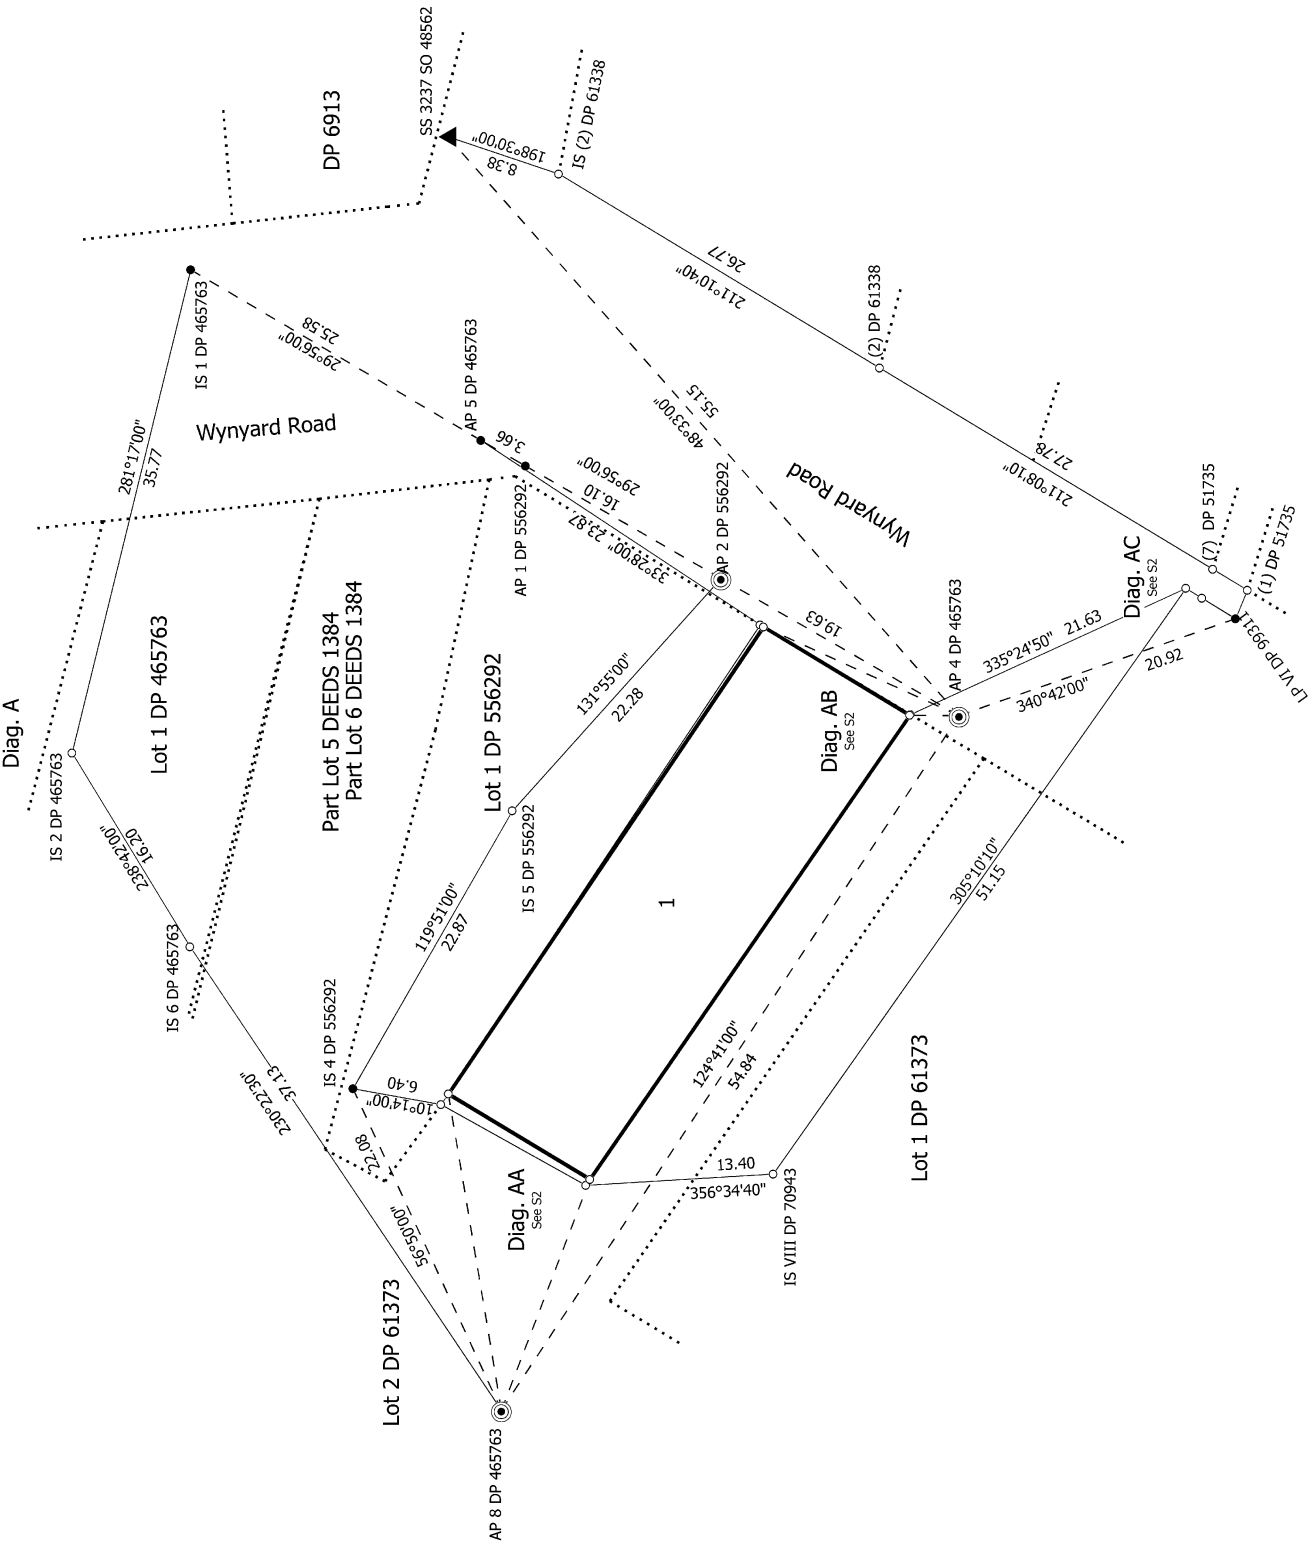 Diag. A
DP 6913
SS 3237 SO 48562
198°30'00"
8.38
IS (2) DP 61338
IS 1 DP 465763
25.58
29°56'00"
281°17'00"
35.77
Wynyard Road
AP 5 DP 465763
3.66
26.77
211°10'40"
(2) DP 61338
55.15
48°33'00"
29°56'00"
16.10
AP 1 DP 556292
23.87
33°28'00"
AP 2 DP 556292
Wynyard Road
27.78
211°08'10"
(7) DP 51735
(1) DP 51735
Diag. AC
See S2
LP VI DP 9931
IS 2 DP 465763
Lot 1 DP 465763
238°42'00"
16.20
Part Lot 5 DEEDS 1384
Part Lot 6 DEEDS 1384
Lot 1 DP 556292
131°55'00"
22.28
19.63
AP 4 DP 465763
335°24'50"
21.63
340°42'00"
20.92
Diag. AB
See S2
IS 5 DP 556292
119°51'00"
22.87
IS 6 DP 465763
1
305°10'10"
51.15
IS 4 DP 556292
6.40
10°14'00"
37.13
230°22'30"
124°41'00"
54.84
22.08
56°50'00"
Diag. AA
See S2
13.40
356°34'40"
IS VIII DP 70943
Lot 1 DP 61373
Lot 2 DP 61373
AP 8 DP 465763